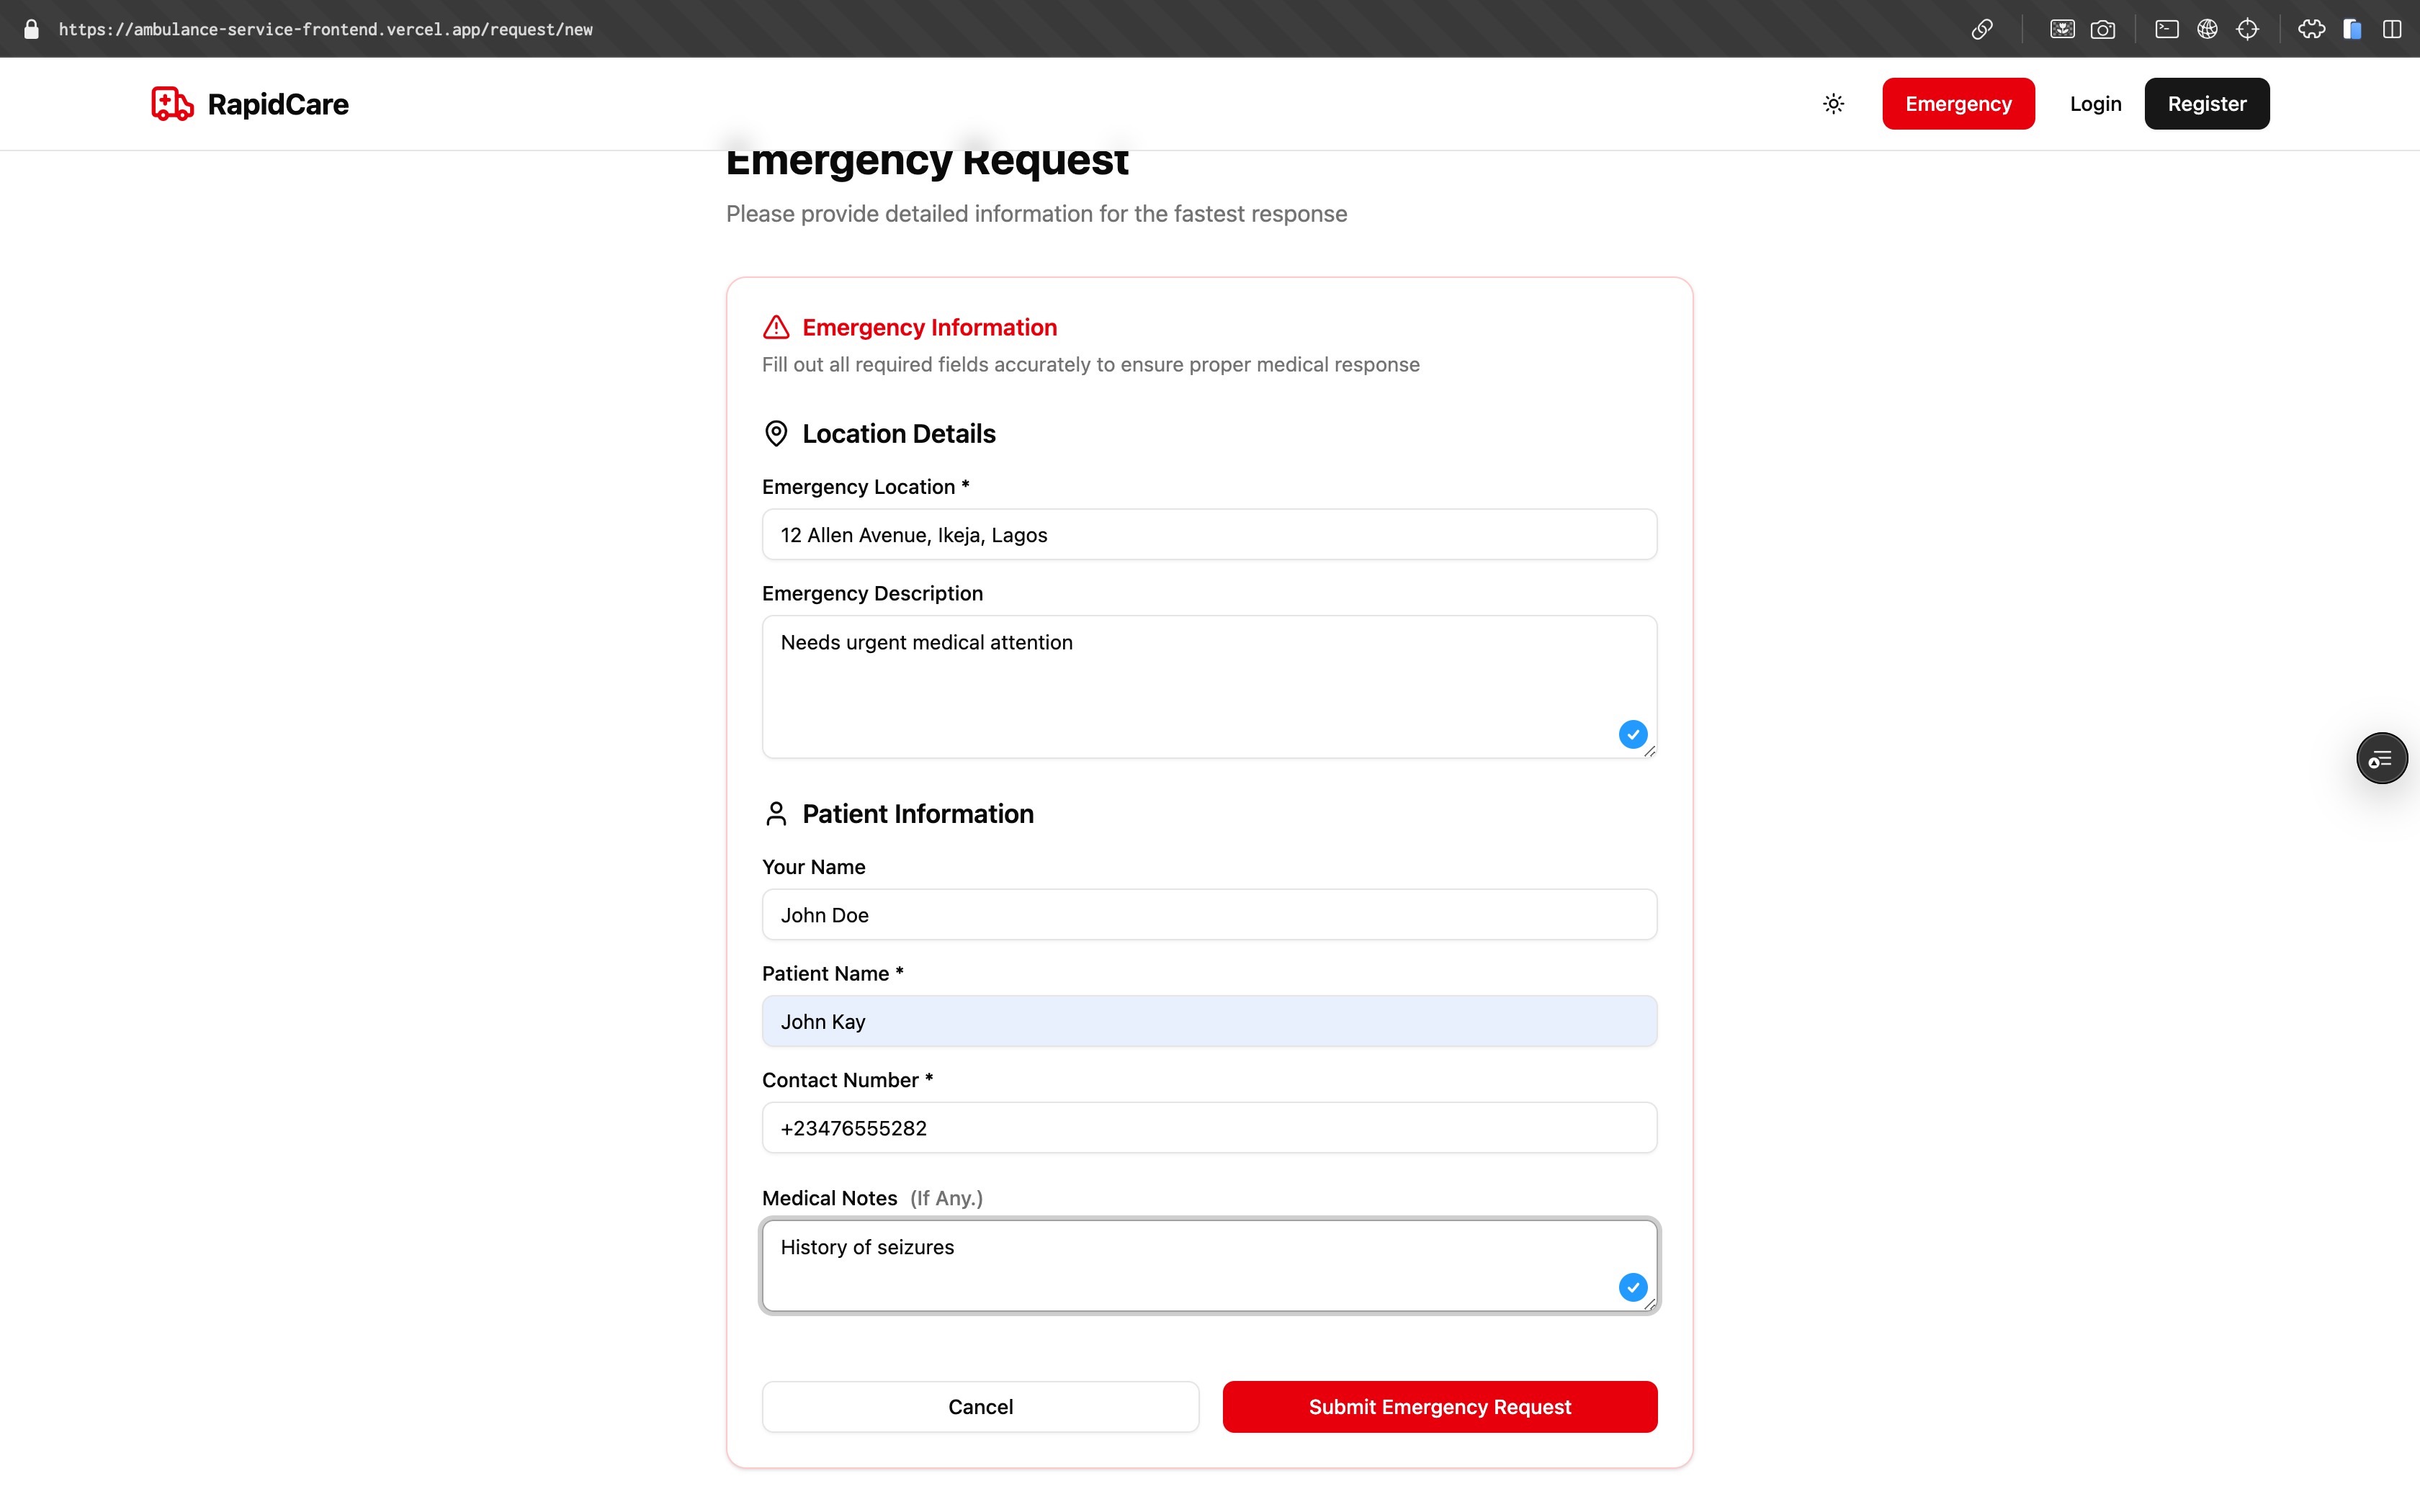 https://ambulance-service-frontend.vercel.app/request/new
RapidCare
Emergency
Login
Register
Emergency Request
Please provide detailed information for the fastest response
Emergency Information
Fill out all required fields accurately to ensure proper medical response
Location Details
Emergency Location *
12 Allen Avenue, Ikeja, Lagos
Emergency Description
Needs urgent medical attention
Patient Information
Your Name
John Doe
Patient Name *
John Kay
Contact Number *
+23476555282
Medical Notes (If Any.)
History of seizures
Cancel
Submit Emergency Request